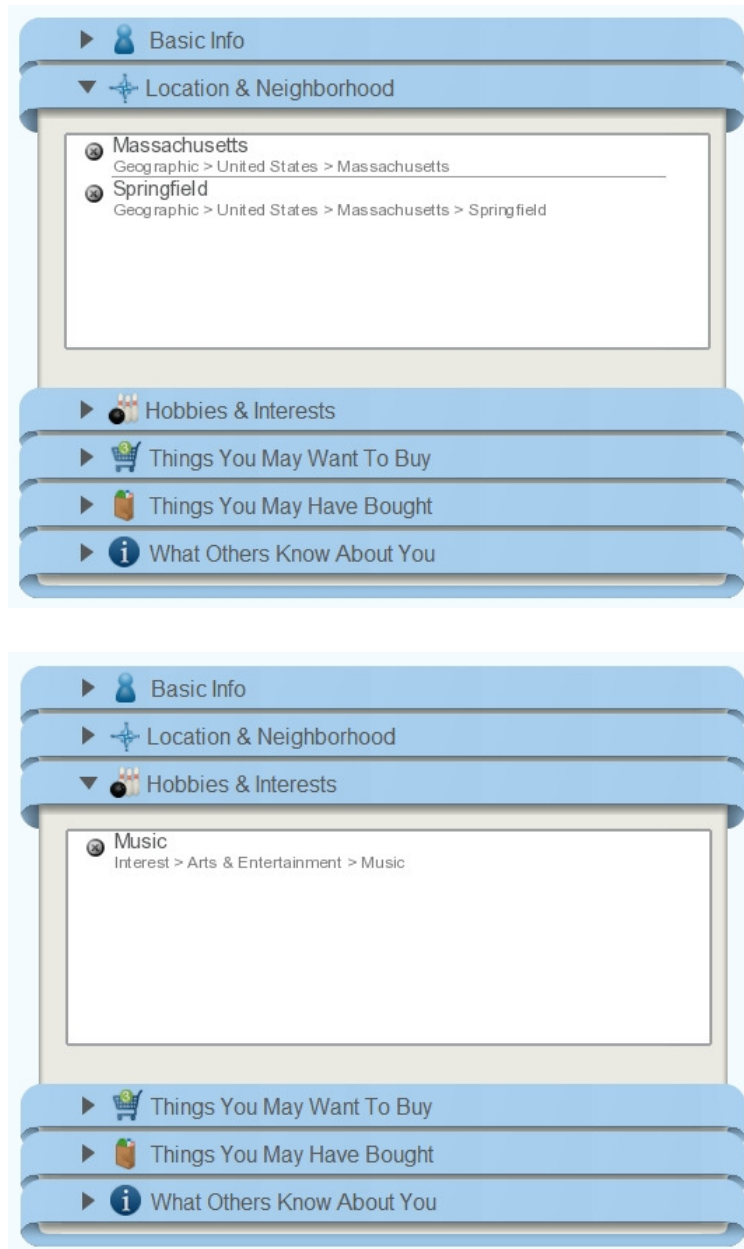 Basic Info
Location & Neighborhood
Massachusetts
Geographic > United States > Massachusetts
Springfield
Geographic > United States > Massachusetts > Springfield
Hobbies & Interests
Things You May Want To Buy
Things You May Have Bought
What Others Know About You
Basic Info
Location & Neighborhood
Hobbies & Interests
Music
Interest > Arts & Entertainment > Music
Things You May Want To Buy
Things You May Have Bought
What Others Know About You